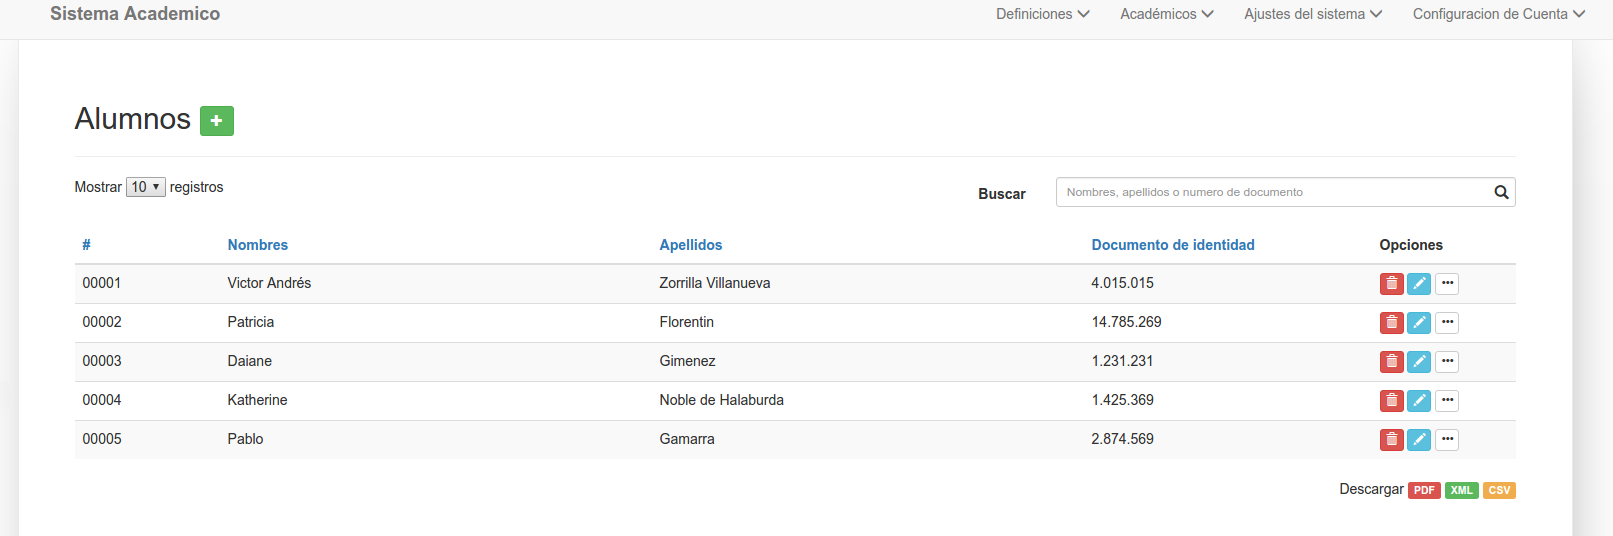 Sistema Academico Definiciones Académicos Ajustes del sistema Configuracion de Cuenta
Alumnos +
Mostrar 10 registros Buscar Nombres, apellidos o numero de documento
# Nombres Apellidos Documento de identidad Opciones
00001 Victor Andrés Zorrilla Villanueva 4.015.015
00002 Patricia Florentin 14.785.269
00003 Daiane Gimenez 1.231.231
00004 Katherine Noble de Halaburda 1.425.369
00005 Pablo Gamarra 2.874.569
Descargar PDF XML CSV